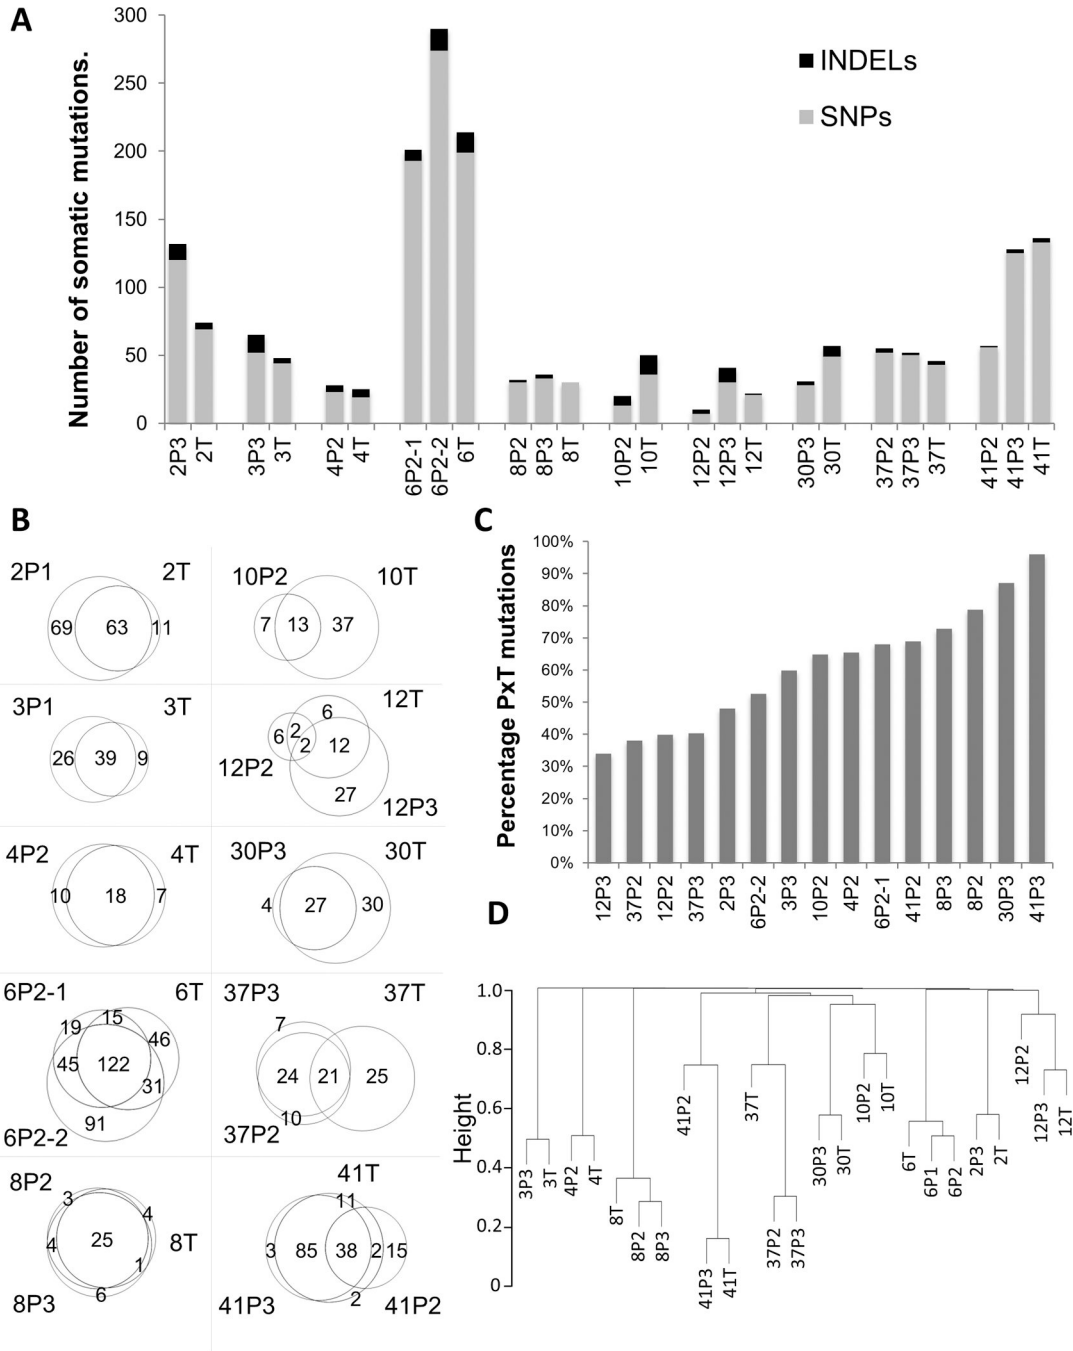 A
Number of somatic mutations.
300
250
200
150
100
50
0
INDELs
SNPs
2P3 2T 3P3 3T 4P2 4T 6P2-1 6P2-2 6T 8P2 8P3 8T 10P2 10T 12P2 12P3 12T 30P3 30T 37P2 37P3 37T 41P2 41P3 41T
B
2P1 2T
69 63 11
10P2 10T
7 13 37
3P1 3T
26 39 9
12T
6
6 2 2 12
12P2
27
12P3
4P2 4T
10 18 7
30P3 30T
4 27 30
6P2-1 6T
19 15 46
45 122 31
91
6P2-2
37P3 37T
7
24 21 25
10
37P2
8P2
3 4
25 8T
4 1
6
8P3
41T
11
3 85 38 2 15
2
41P3 41P2
C
Percentage PxT mutations
100%
90%
80%
70%
60%
50%
40%
30%
20%
10%
0%
12P3 37P2 12P2 37P3 2P3 6P2-2 3P3 10P2 4P2 6P2-1 41P2 8P3 8P2 30P3 41P3
D
Height
1.0
0.8
0.6
0.4
0.2
0
3P3 3T 4P2 4T 8T 8P2 8P3 41P2 41P3 41T 37T 37P2 37P3 30P3 30T 10P2 10T 6T 6P1 6P2 2P3 2T 12P2 12P3 12T